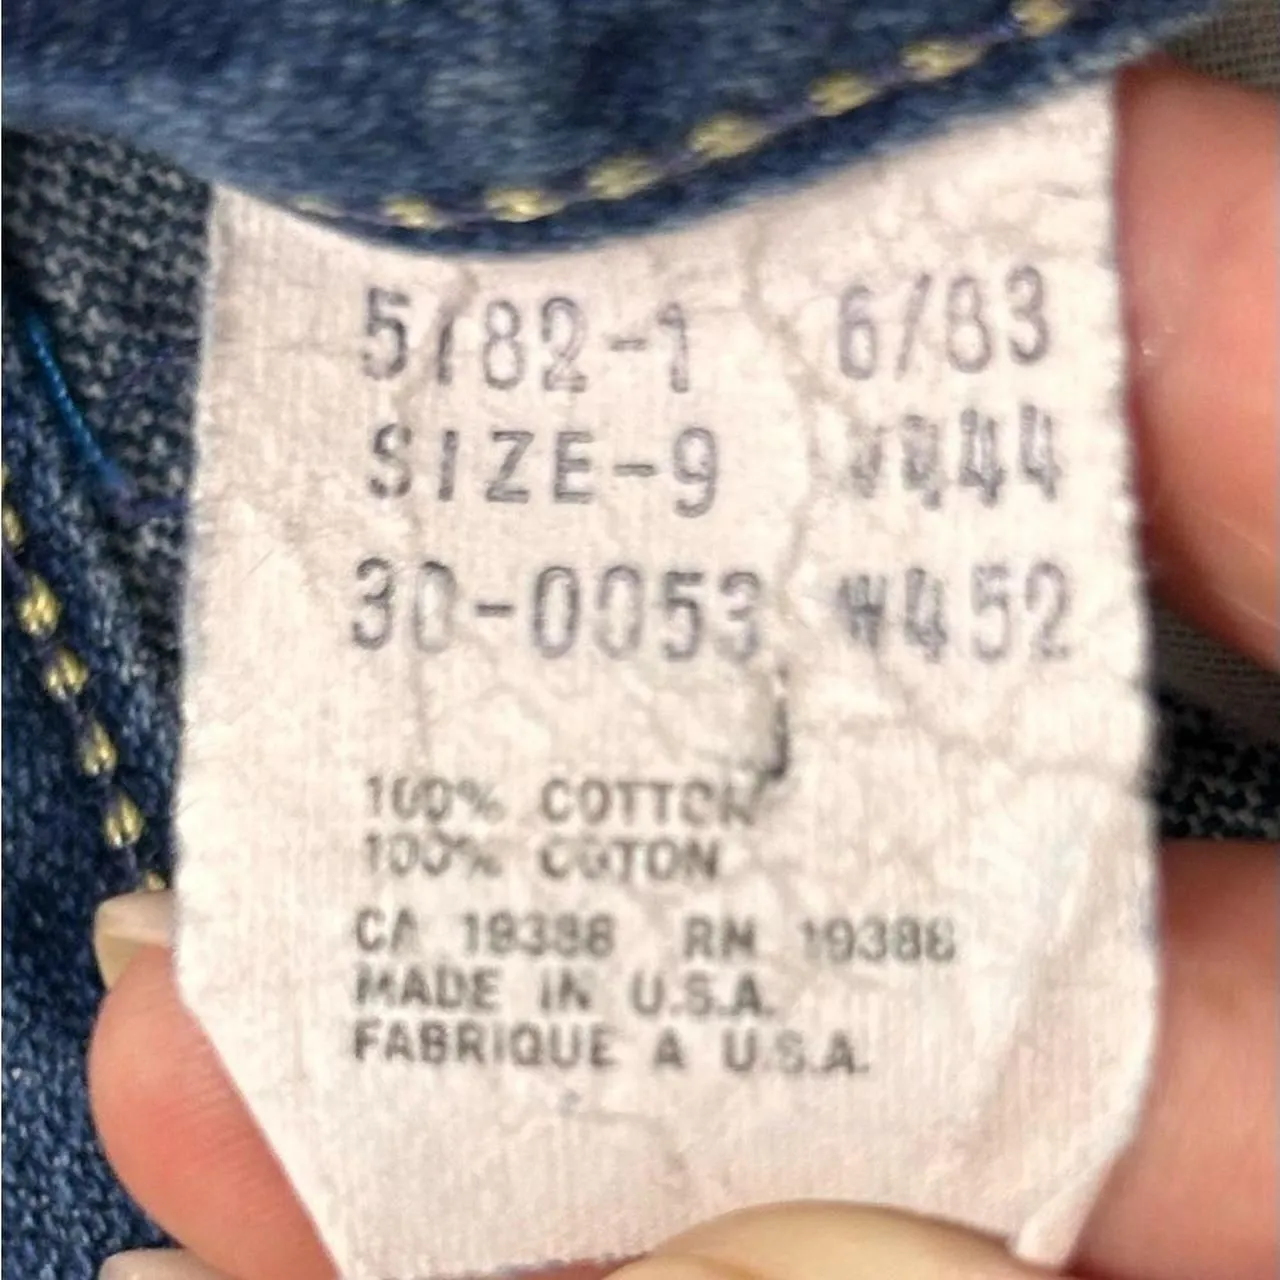 5/82-1 6/83
SIZE-9 444
30-0053 W452
100% COTTON
100% COTON
CA 19388 RN 19388
MADE IN U.S.A.
FABRIQUE A U.S.A.